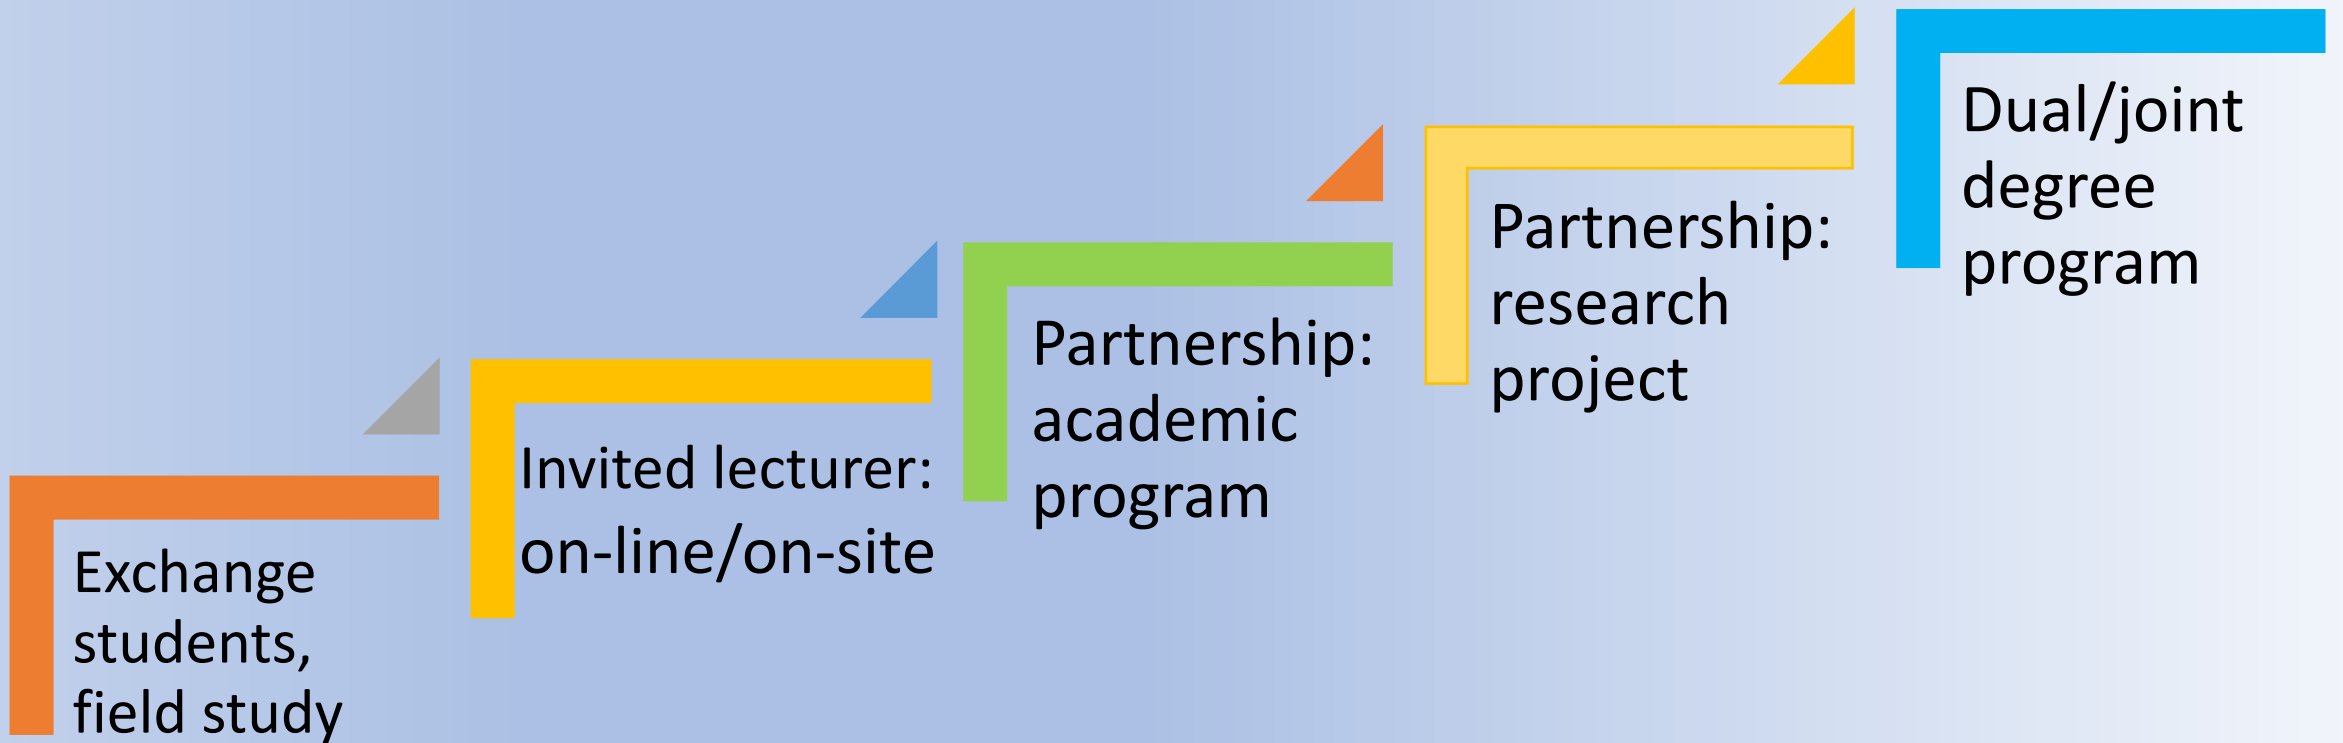 Exchange
students,
field study
Invited lecturer:
on-line/on-site
Partnership:
academic
program
Partnership:
research
project
Dual/joint
degree
program